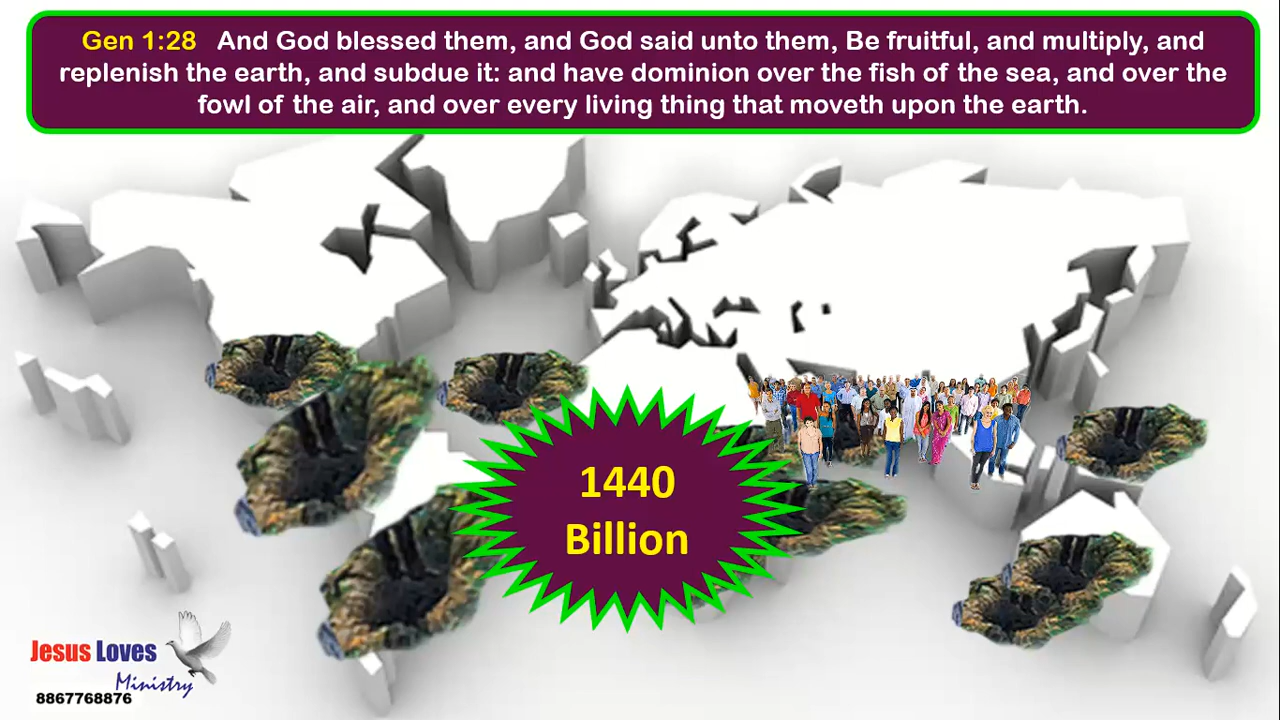 Gen 1:28 And God blessed them, and God said unto them, Be fruitful, and multiply, and
replenish the earth, and subdue it: and have dominion over the fish of the sea, and over the
fowl of the air, and over every living thing that moveth upon the earth.
1440
Billion
Jesus Loves
Ministry
8867768876